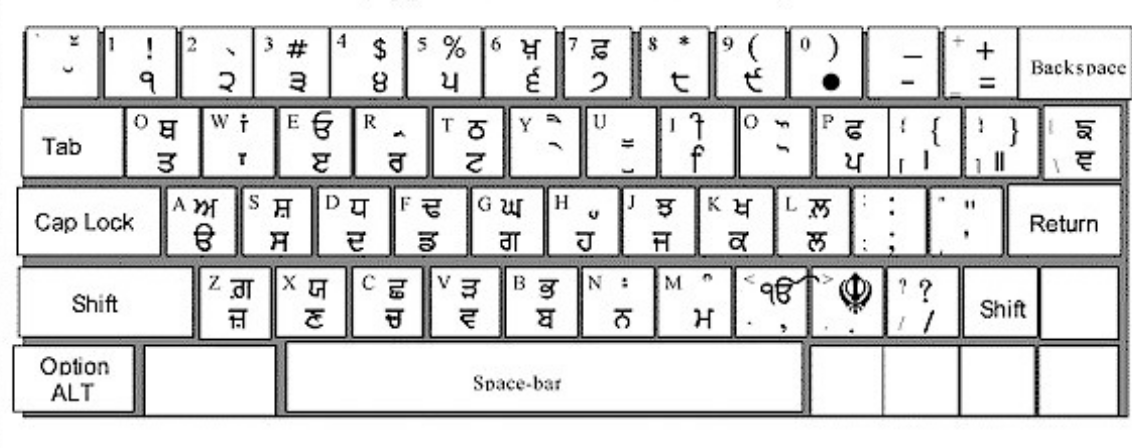 ` ੱ 1 ! ੧ 2 ੍ ੨ 3 # ੩ 4 $ ੪ 5 % ੫ 6 ਖ਼ ੬ 7 ਫ਼ ੭ 8 * ੮ 9 ( ੯ 0 ) ● _ - + + = Backspace
Tab ਥ ਤ W ਏ E ਓ R ਰ T ਠ ਟ Y U I ੀ ਿ O P ਫ ਪ { { [ । } } ] ॥ \ ਞ
Cap Lock A ਅ ੳ S ਸ਼ ਸ D ਧ ਦ F ਢ ਡ G ਘ ਗ H ਹ J ਝ ਜ K ਖ ਕ L ਲ਼ ਲ : : ; ; " " ' Return
Shift Z ਗ਼ ਜ਼ X ਯ ਣ C ਛ ਚ V ੜ ਵ B ਭ ਬ N ਨ M ਮ < ੴ , > ☬ . ? ? / / Shift
Option
ALT
Space-bar